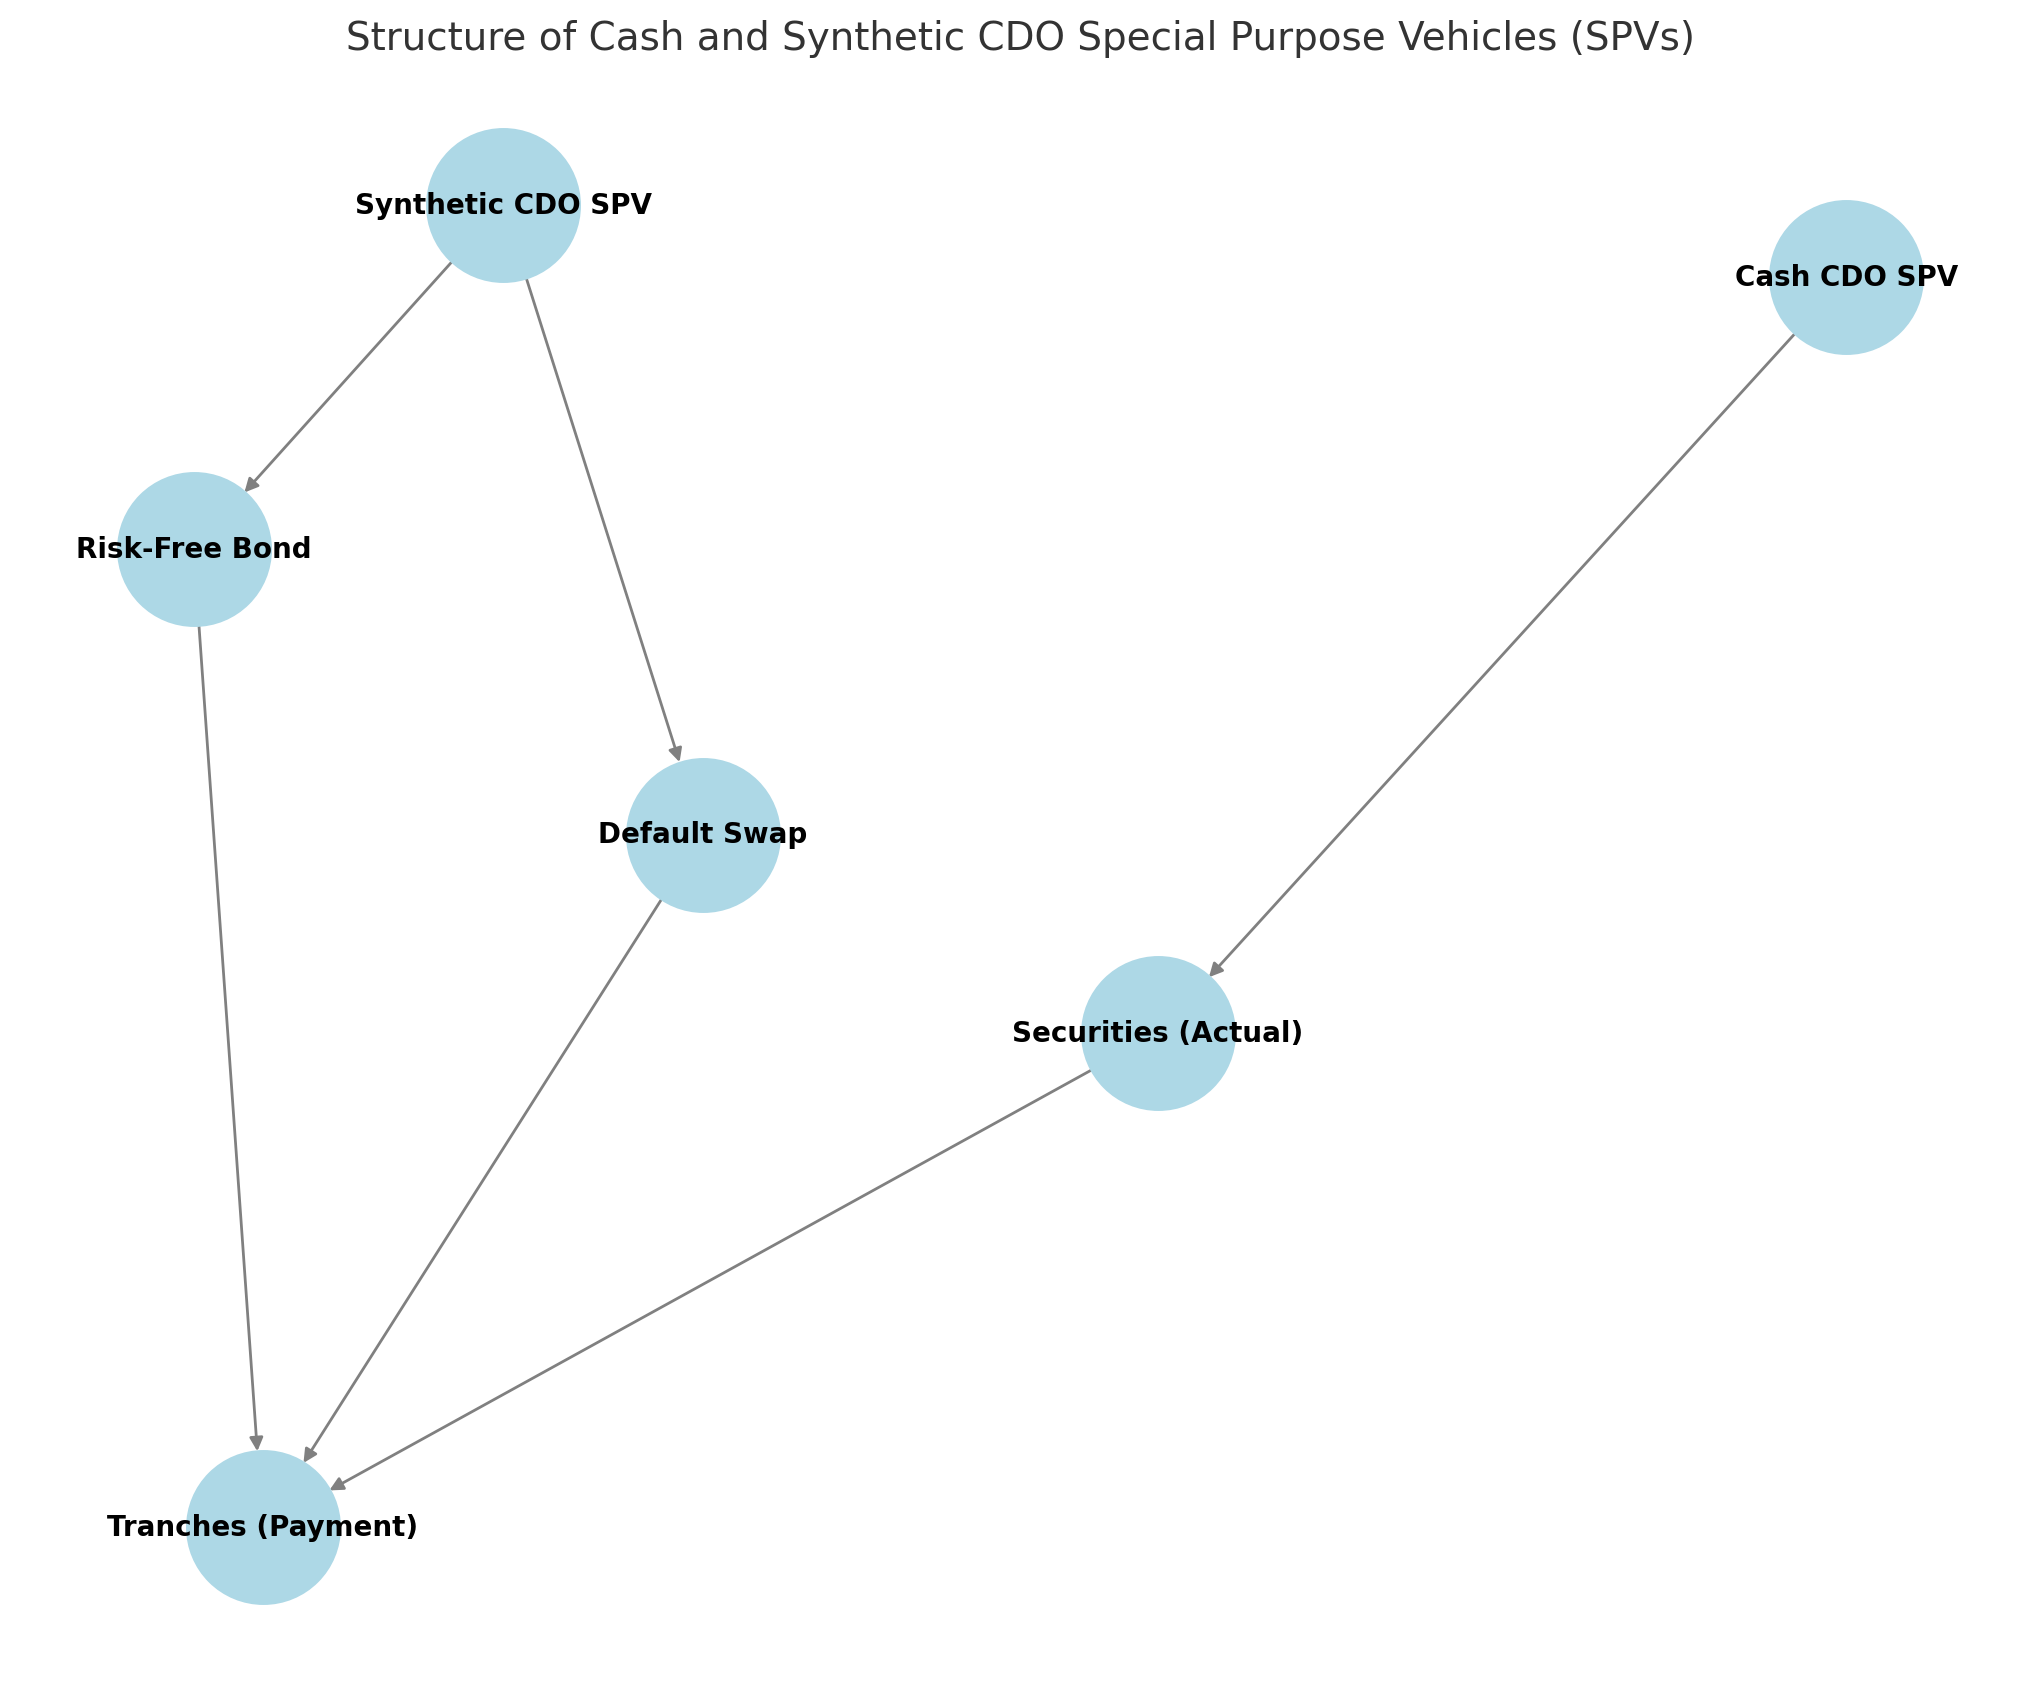 Structure of Cash and Synthetic CDO Special Purpose Vehicles (SPVs)
Synthetic CDO SPV
Cash CDO SPV
Risk-Free Bond
Default Swap
Securities (Actual)
Tranches (Payment)